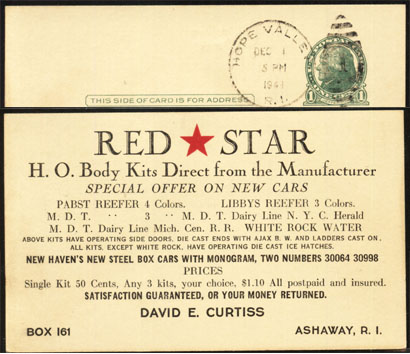 HOPE VALLEY
DEC 1
5 PM
R.I.
1 1
THIS SIDE OF CARD IS FOR ADDRESS
RED ★ STAR
H. O. Body Kits Direct from the Manufacturer
SPECIAL OFFER ON NEW CARS
PABST REEFER 4 Colors. LIBBYS REEFER 3 Colors.
M. D. T. ·· 3 ·· M. D. T. Dairy Line N. Y. C. Herald
M. D. T. Dairy Line Mich. Cen. R. R. WHITE ROCK WATER
ABOVE KITS HAVE OPERATING SIDE DOORS, DIE CAST ENDS WITH AJAX B. W. AND LADDERS CAST ON.
ALL KITS, EXCEPT WHITE ROCK, HAVE OPERATING DIE CAST ICE HATCHES.
NEW HAVEN'S NEW STEEL BOX CARS WITH MONOGRAM, TWO NUMBERS 30064 30998
PRICES
Single Kit 50 Cents, Any 3 kits, your choice, $1.10 All postpaid and insured.
SATISFACTION GUARANTEED, OR YOUR MONEY RETURNED.
DAVID E. CURTISS
BOX 161 ASHAWAY, R. I.